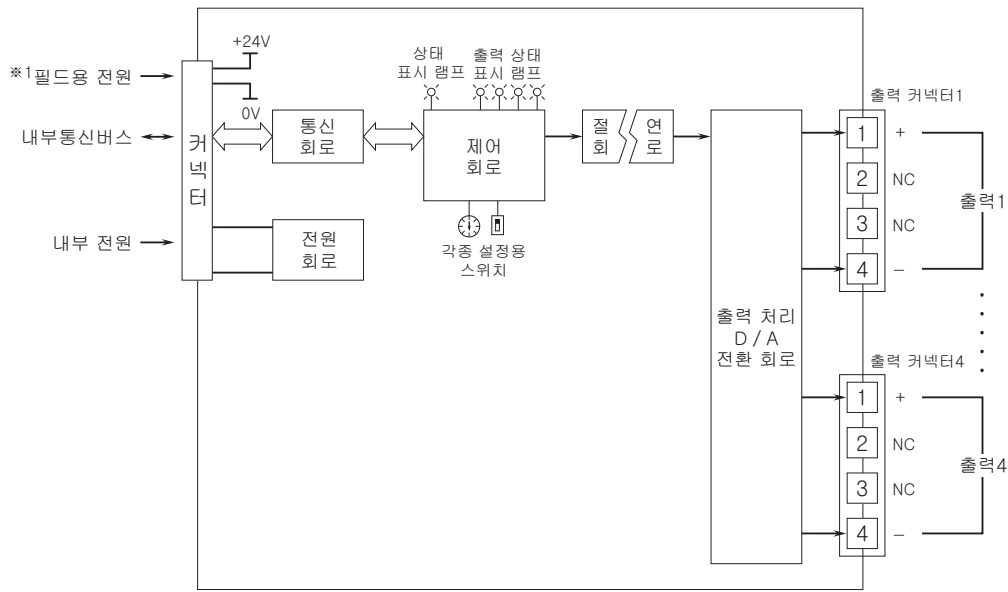 ※1필드용 전원
내부통신버스
내부 전원
커넥터
+24V
0V
통신
회로
전원
회로
상태
표시 램프
출력 상태
표시 램프
제어
회로
각종 설정용
스위치
절 연
회 로
출력 처리
D / A
전환 회로
출력 커넥터1
1 +
2 NC
3 NC
4 −
출력1
출력 커넥터4
1 +
2 NC
3 NC
4 −
출력4